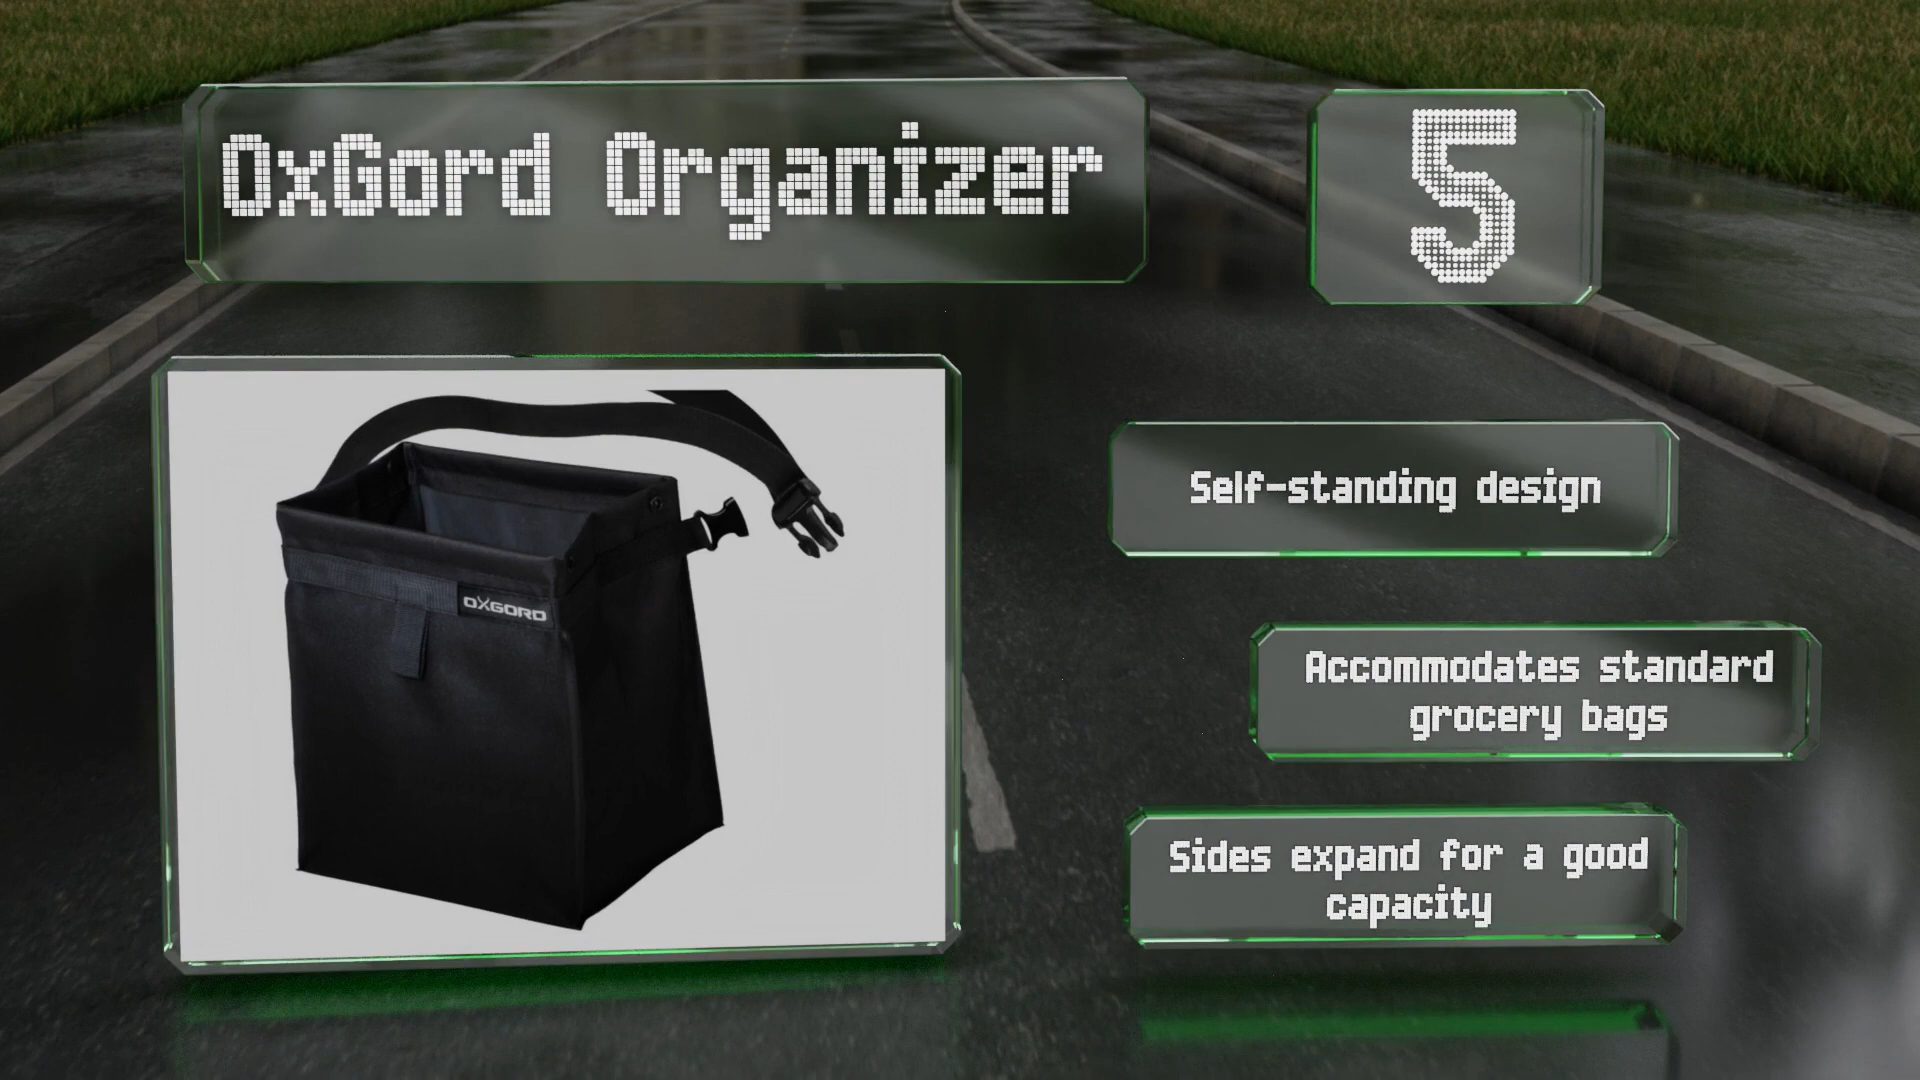 OxGord Organizer
5
OXGORD
Self-standing design
Accommodates standard
grocery bags
Sides expand for a good
capacity